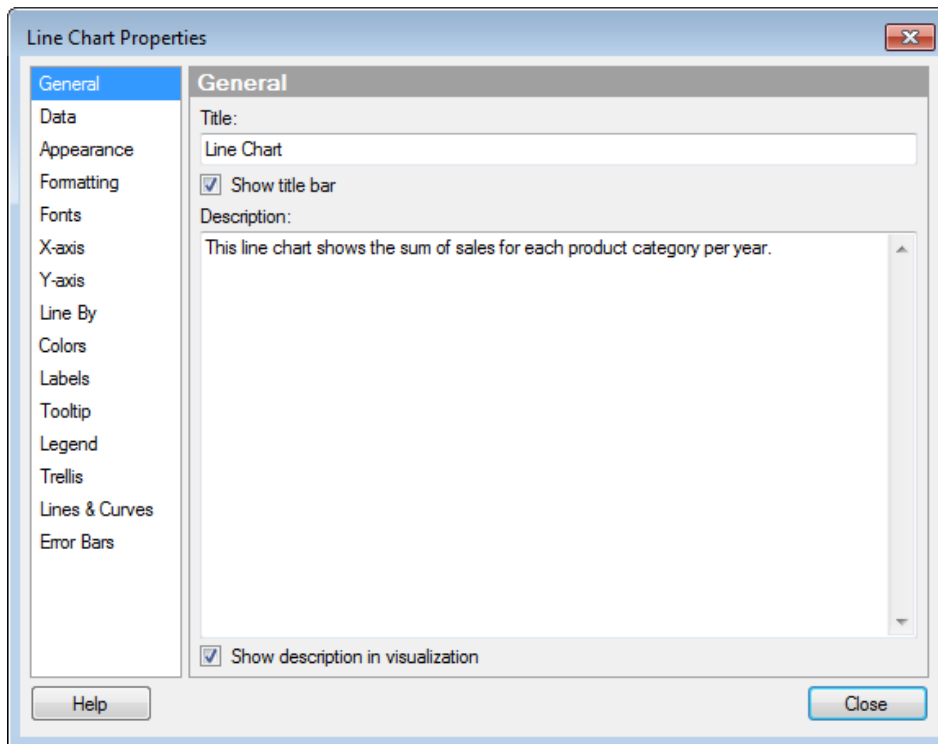 Line Chart Properties
General
Data
Appearance
Formatting
Fonts
X-axis
Y-axis
Line By
Colors
Labels
Tooltip
Legend
Trellis
Lines & Curves
Error Bars
General
Title:
Line Chart
Show title bar
Description:
This line chart shows the sum of sales for each product category per year.
Show description in visualization
Help
Close